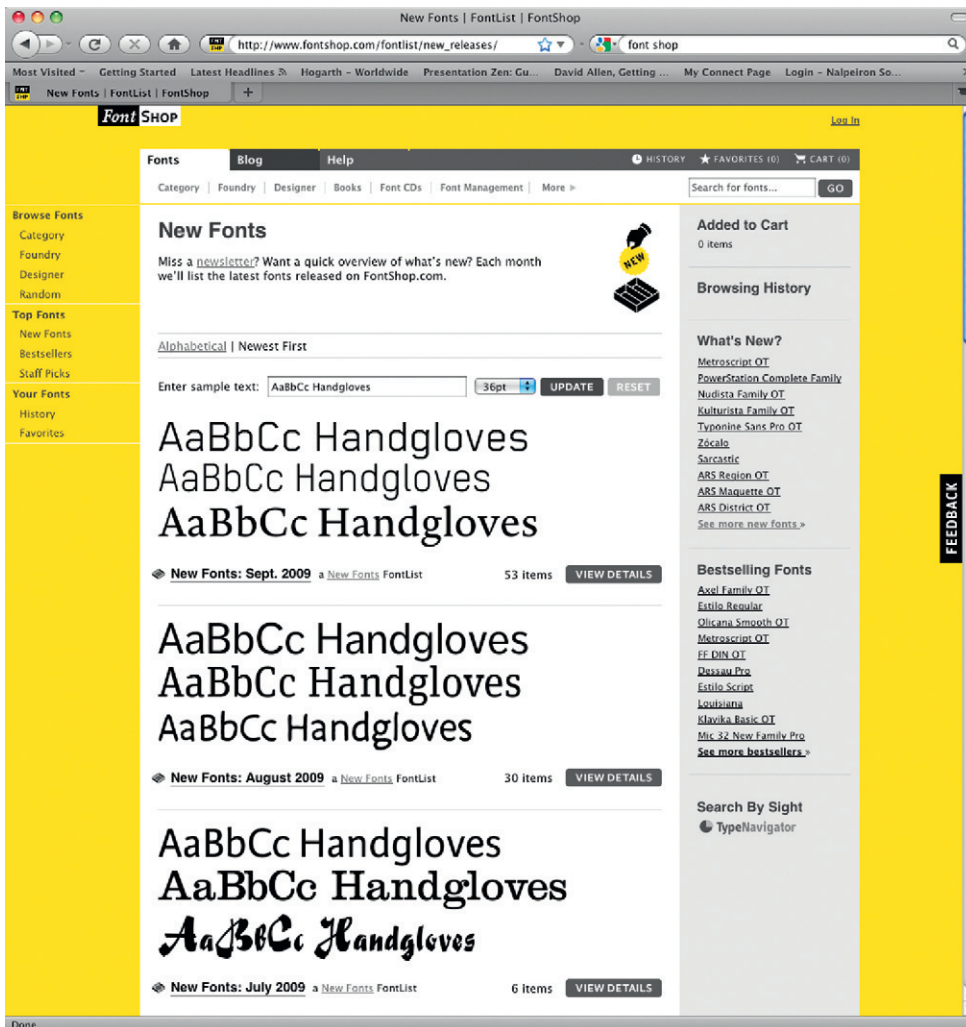 New Fonts | FontList | FontShop
http://www.fontshop.com/fontlist/new_releases/
font shop
Most Visited Getting Started Latest Headlines Hogarth - Worldwide Presentation Zen: Gu... David Allen, Getting ... My Connect Page Login - Nalpeiron So...
FONT SHOP New Fonts | FontList | FontShop +
Font SHOP
Log In
Fonts Blog Help HISTORY FAVORITES (0) CART (0)
Category | Foundry | Designer | Books | Font CDs | Font Management | More
Search for fonts... GO
Browse Fonts
Category
Foundry
Designer
Random
Top Fonts
New Fonts
Bestsellers
Staff Picks
Your Fonts
History
Favorites
New Fonts
Miss a newsletter? Want a quick overview of what's new? Each month
we'll list the latest fonts released on FontShop.com.
NEW
Alphabetical | Newest First
Enter sample text: AaBbCc Handgloves 36pt UPDATE RESET
AaBbCc Handgloves
AaBbCc Handgloves
AaBbCc Handgloves
New Fonts: Sept. 2009 a New Fonts FontList 53 items VIEW DETAILS
AaBbCc Handgloves
AaBbCc Handgloves
AaBbCc Handgloves
New Fonts: August 2009 a New Fonts FontList 30 items VIEW DETAILS
AaBbCc Handgloves
AaBbCc Handgloves
AaBbCc Handgloves
New Fonts: July 2009 a New Fonts FontList 6 items VIEW DETAILS
Added to Cart
0 items
Browsing History
What's New?
Metroscript OT
PowerStation Complete Family
Nudista Family OT
Kulturista Family OT
Typonine Sans Pro OT
Zócalo
Sarcastic
ARS Region OT
ARS Maquette OT
ARS District OT
See more new fonts »
Bestselling Fonts
Axel Family OT
Estilo Regular
Olicana Smooth OT
Metroscript OT
FF DIN OT
Dessau Pro
Estilo Script
Louisiana
Klavika Basic OT
Mic 32 New Family Pro
See more bestsellers »
Search By Sight
TypeNavigator
FEEDBACK
Done